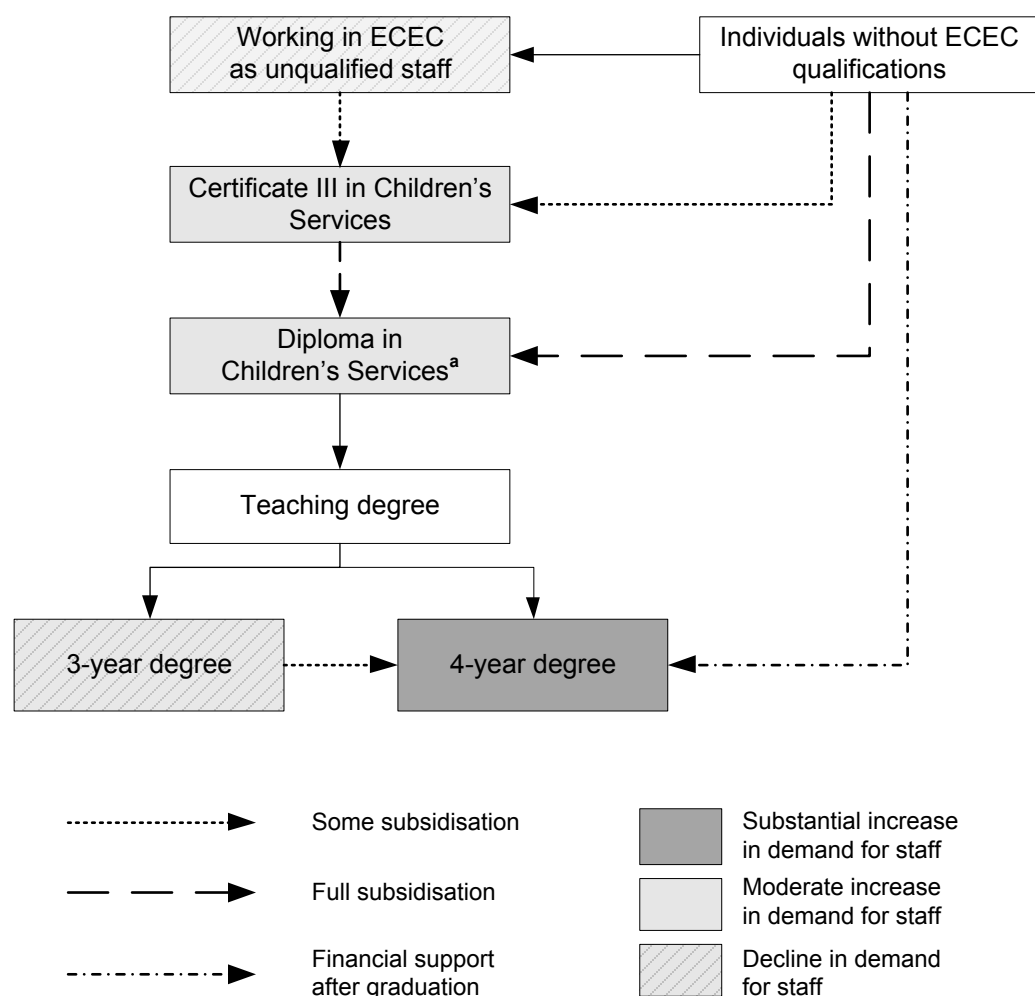 Working in ECEC
as unqualified staff
Individuals without ECEC
qualifications
Certificate III in Children’s
Services
Diploma in
Children’s Servicesᵃ
Teaching degree
3-year degree
4-year degree
Some subsidisation
Full subsidisation
Financial support
after graduation
Substantial increase
in demand for staff
Moderate increase
in demand for staff
Decline in demand
for staff